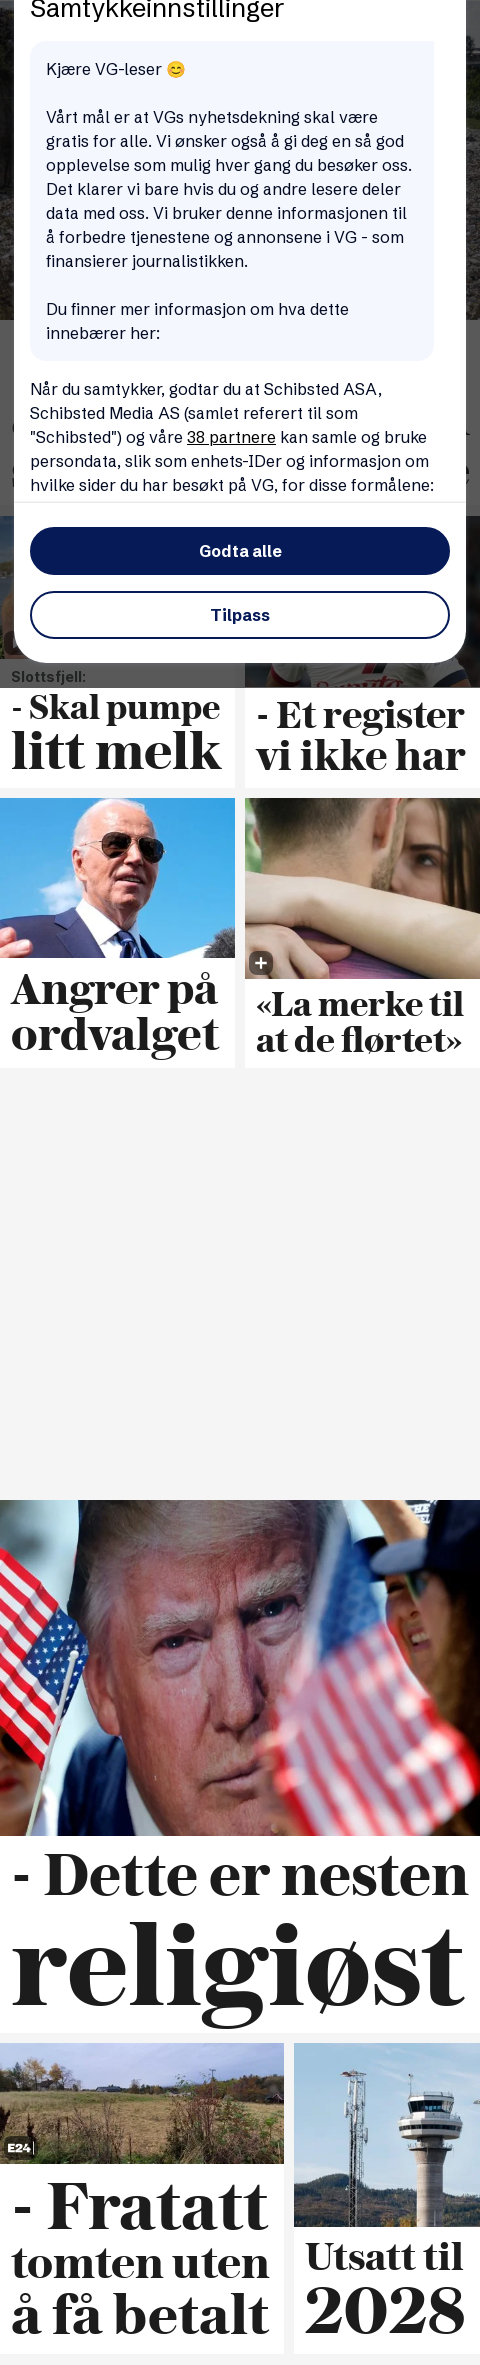 Samtykkeinnstillinger
Kjære VG-leser 😊
Vårt mål er at VGs nyhetsdekning skal være
gratis for alle. Vi ønsker også å gi deg en så god
opplevelse som mulig hver gang du besøker oss.
Det klarer vi bare hvis du og andre lesere deler
data med oss. Vi bruker denne informasjonen til
å forbedre tjenestene og annonsene i VG - som
finansierer journalistikken.
Du finner mer informasjon om hva dette
innebærer her:
Når du samtykker, godtar du at Schibsted ASA,
Schibsted Media AS (samlet referert til som
"Schibsted") og våre 38 partnere kan samle og bruke
persondata, slik som enhets-IDer og informasjon om
hvilke sider du har besøkt på VG, for disse formålene:
Godta alle
Tilpass
Slottsfjell:
- Skal pumpe
litt melk
- Et register
vi ikke har
Angrer på
ordvalget
«La merke til
at de flørtet»
- Dette er nesten
religiøst
E24
- Fratatt
tomten uten
å få betalt
Utsatt til
2028